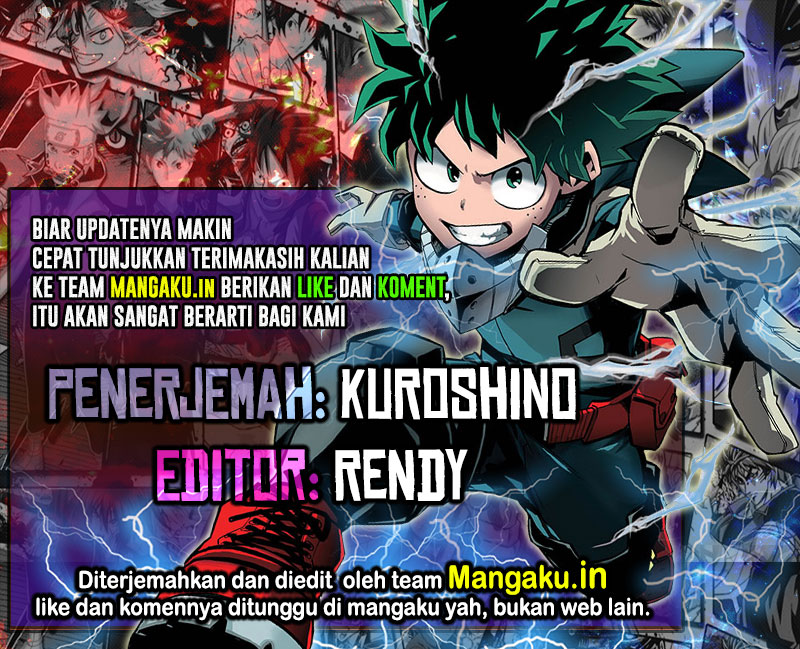 BIAR UPDATENYA MAKIN
CEPAT TUNJUKKAN TERIMAKASIH KALIAN
KE TEAM MANGAKU.IN BERIKAN LIKE DAN KOMENT,
ITU AKAN SANGAT BERARTI BAGI KAMI
PENERJEMAH: KUROSHINO
EDITOR: RENDY
Diterjemahkan dan diedit oleh team Mangaku.in
like dan komennya ditunggu di mangaku yah, bukan web lain.